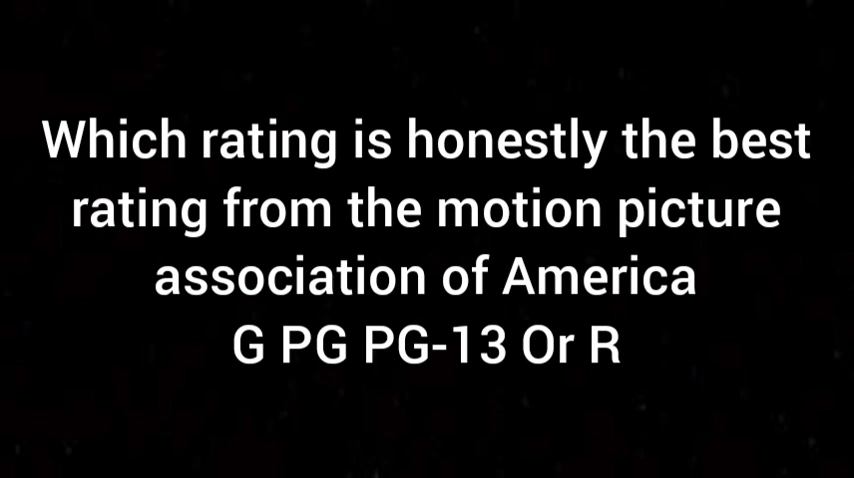 Which rating is honestly the best
rating from the motion picture
association of America
G PG PG-13 Or R